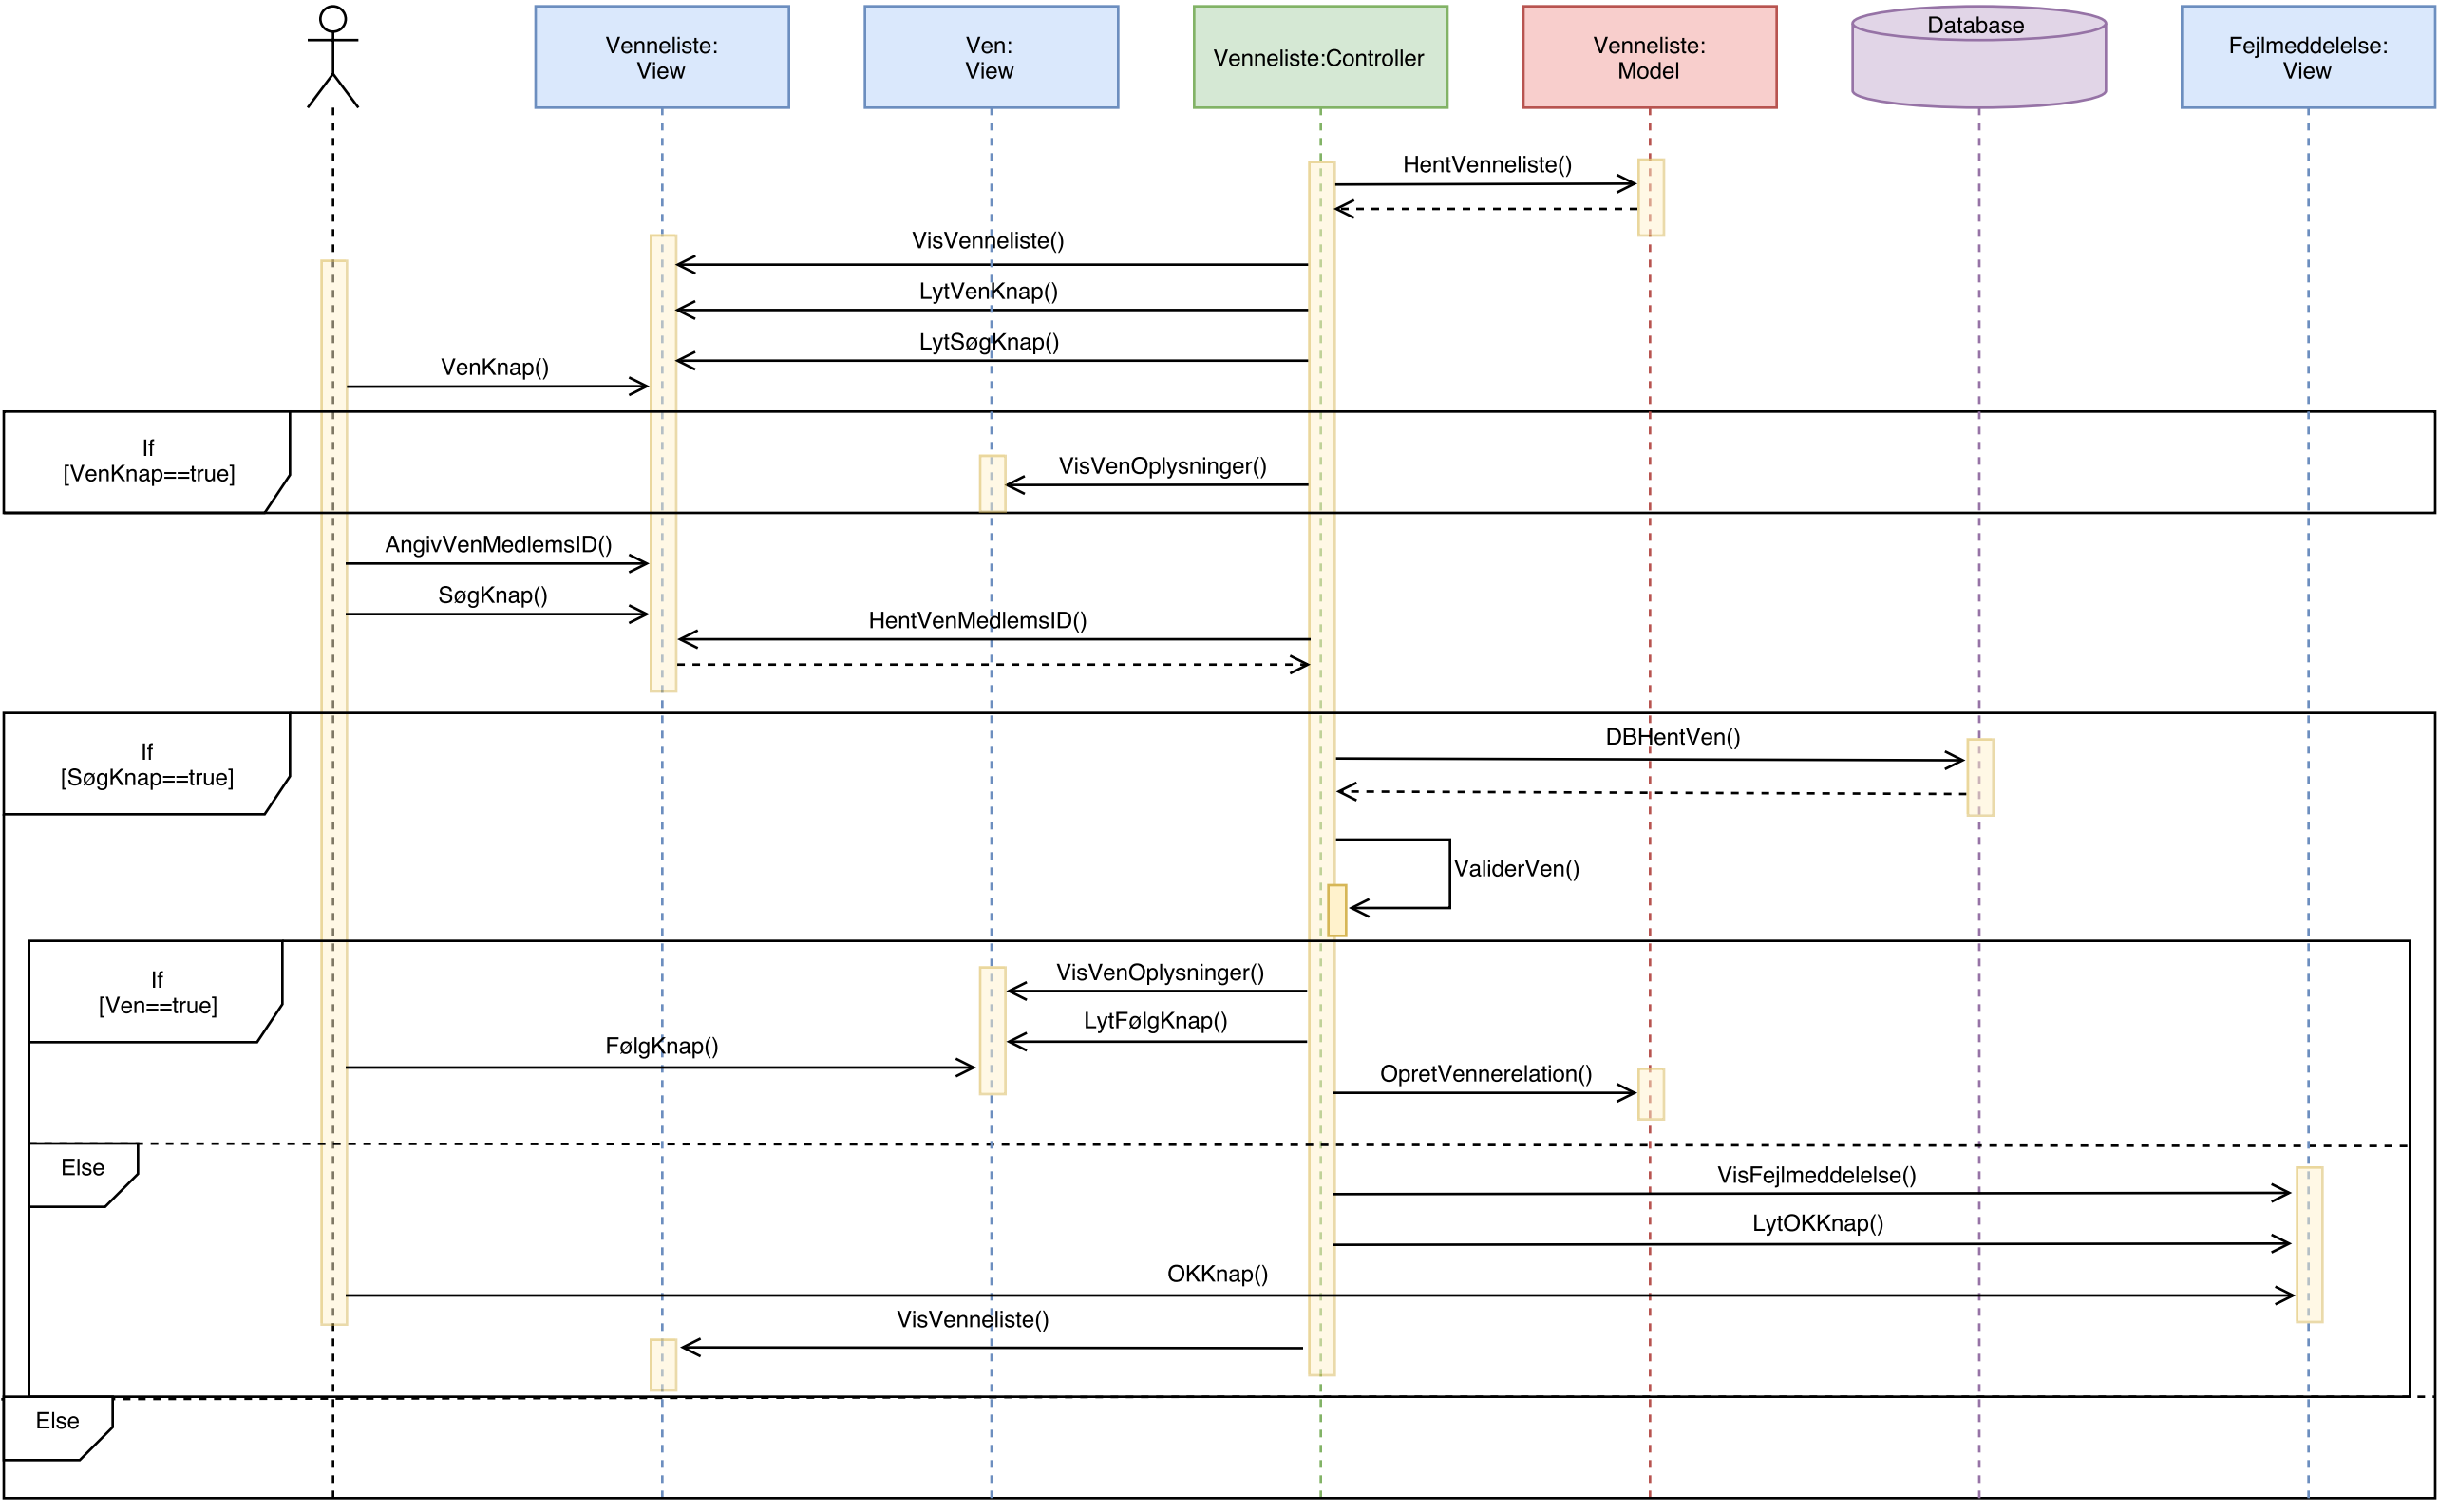 Venneliste:
View
Ven:
View
Venneliste:Controller
Venneliste:
Model
Database
Fejlmeddelelse:
View
HentVenneliste()
VisVenneliste()
LytVenKnap()
LytSøgKnap()
VenKnap()
If
[VenKnap==true]
VisVenOplysninger()
AngivVenMedlemsID()
SøgKnap()
HentVenMedlemsID()
If
[SøgKnap==true]
DBHentVen()
ValiderVen()
If
[Ven==true]
VisVenOplysninger()
LytFølgKnap()
FølgKnap()
OpretVennerelation()
Else
VisFejlmeddelelse()
LytOKKnap()
OKKnap()
VisVenneliste()
Else